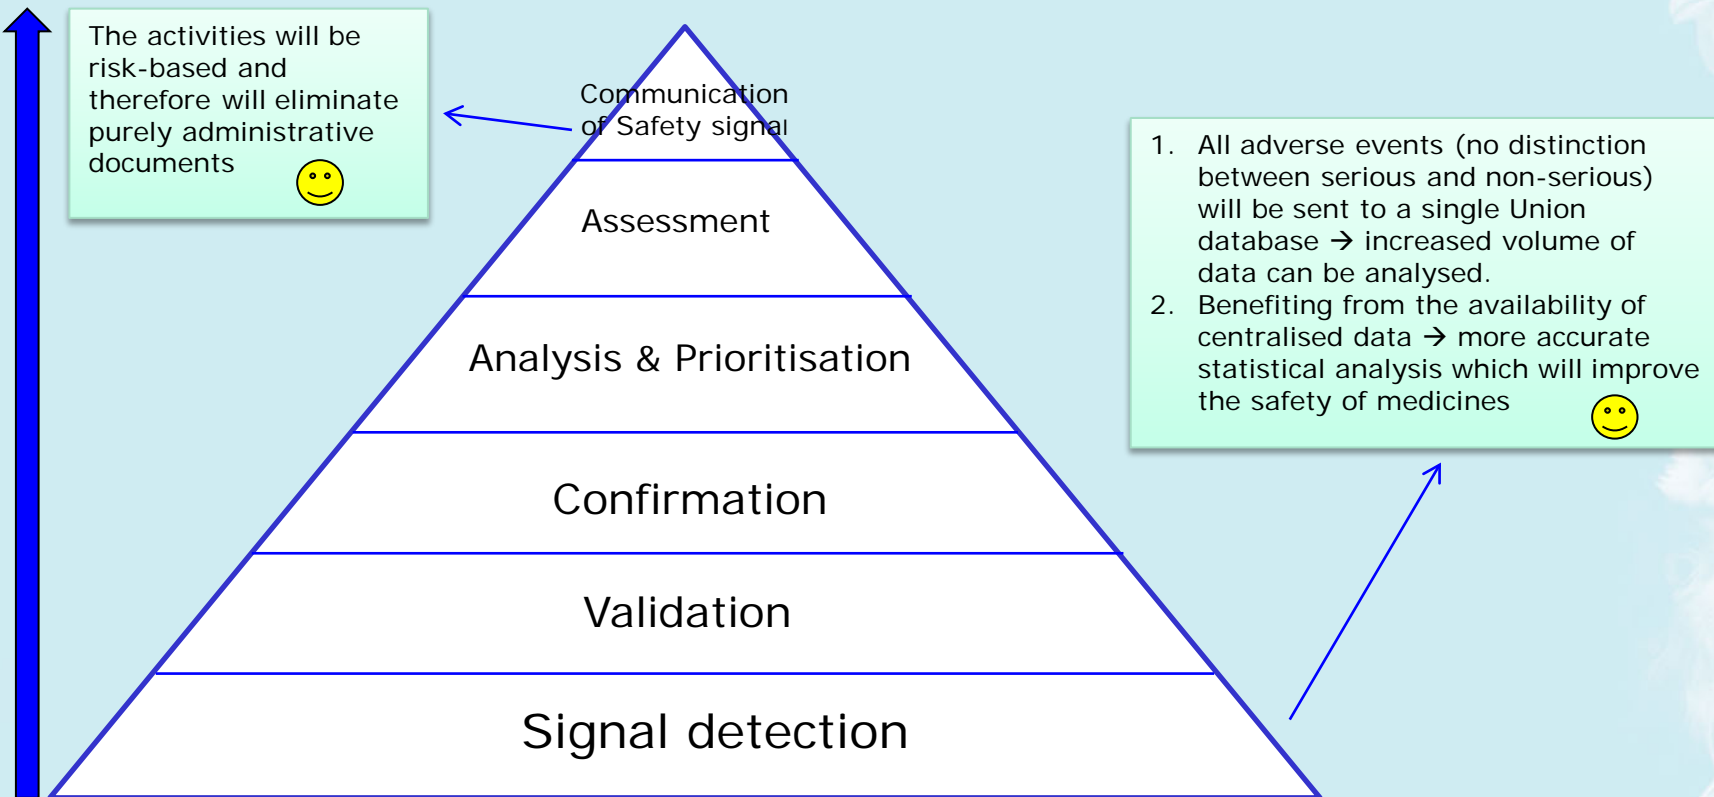 The activities will be
risk-based and
therefore will eliminate
purely administrative
documents
Communication
of Safety signal
Assessment
Analysis & Prioritisation
Confirmation
Validation
Signal detection
1. All adverse events (no distinction
between serious and non-serious)
will be sent to a single Union
database → increased volume of
data can be analysed.
2. Benefiting from the availability of
centralised data → more accurate
statistical analysis which will improve
the safety of medicines